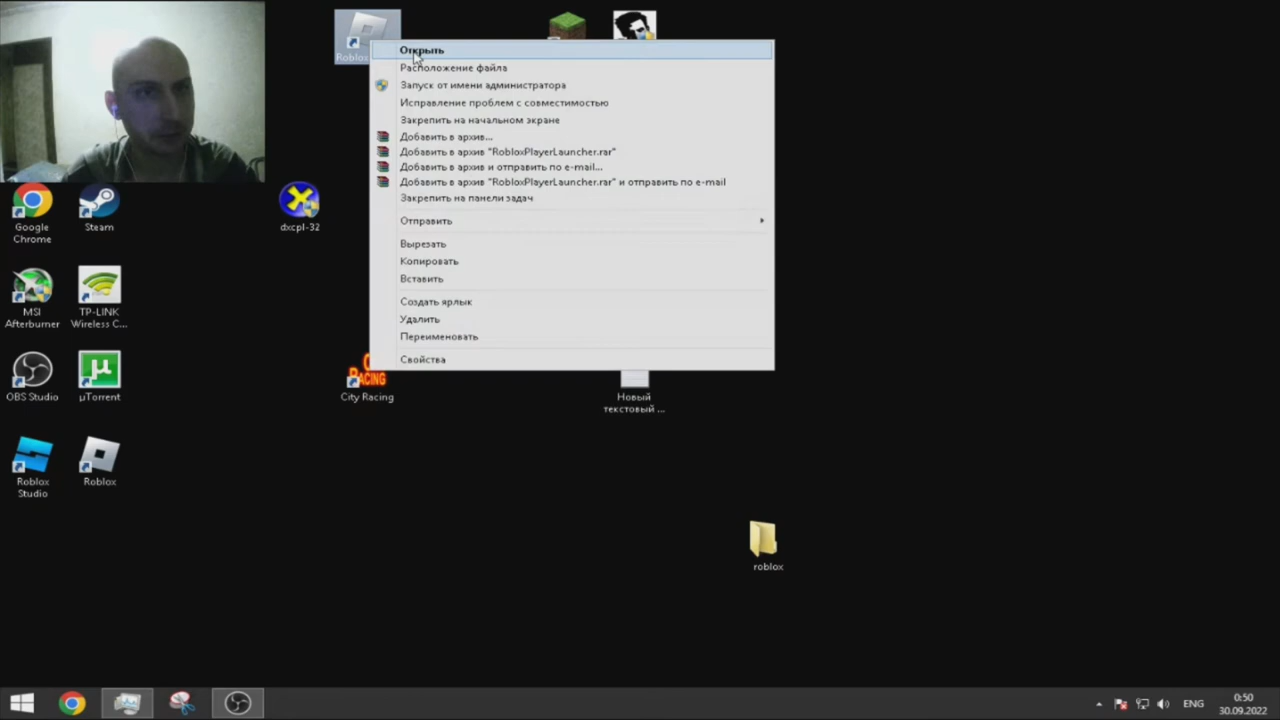 Roblox
Открыть
Расположение файла
Запуск от имени администратора
Исправление проблем с совместимостью
Закрепить на начальном экране
Добавить в архив...
Добавить в архив "RobloxPlayerLauncher.rar"
Добавить в архив и отправить по e-mail...
Добавить в архив "RobloxPlayerLauncher.rar" и отправить по e-mail
Закрепить на панели задач
Отправить
Вырезать
Копировать
Вставить
Создать ярлык
Удалить
Переименовать
Свойства
Google
Chrome
Steam
dxcpl-32
MSI
Afterburner
TP-LINK
Wireless C...
OBS Studio
µTorrent
RACING
City Racing
Новый
текстовый ...
Roblox
Studio
Roblox
roblox
ENG
0:50
30.09.2022